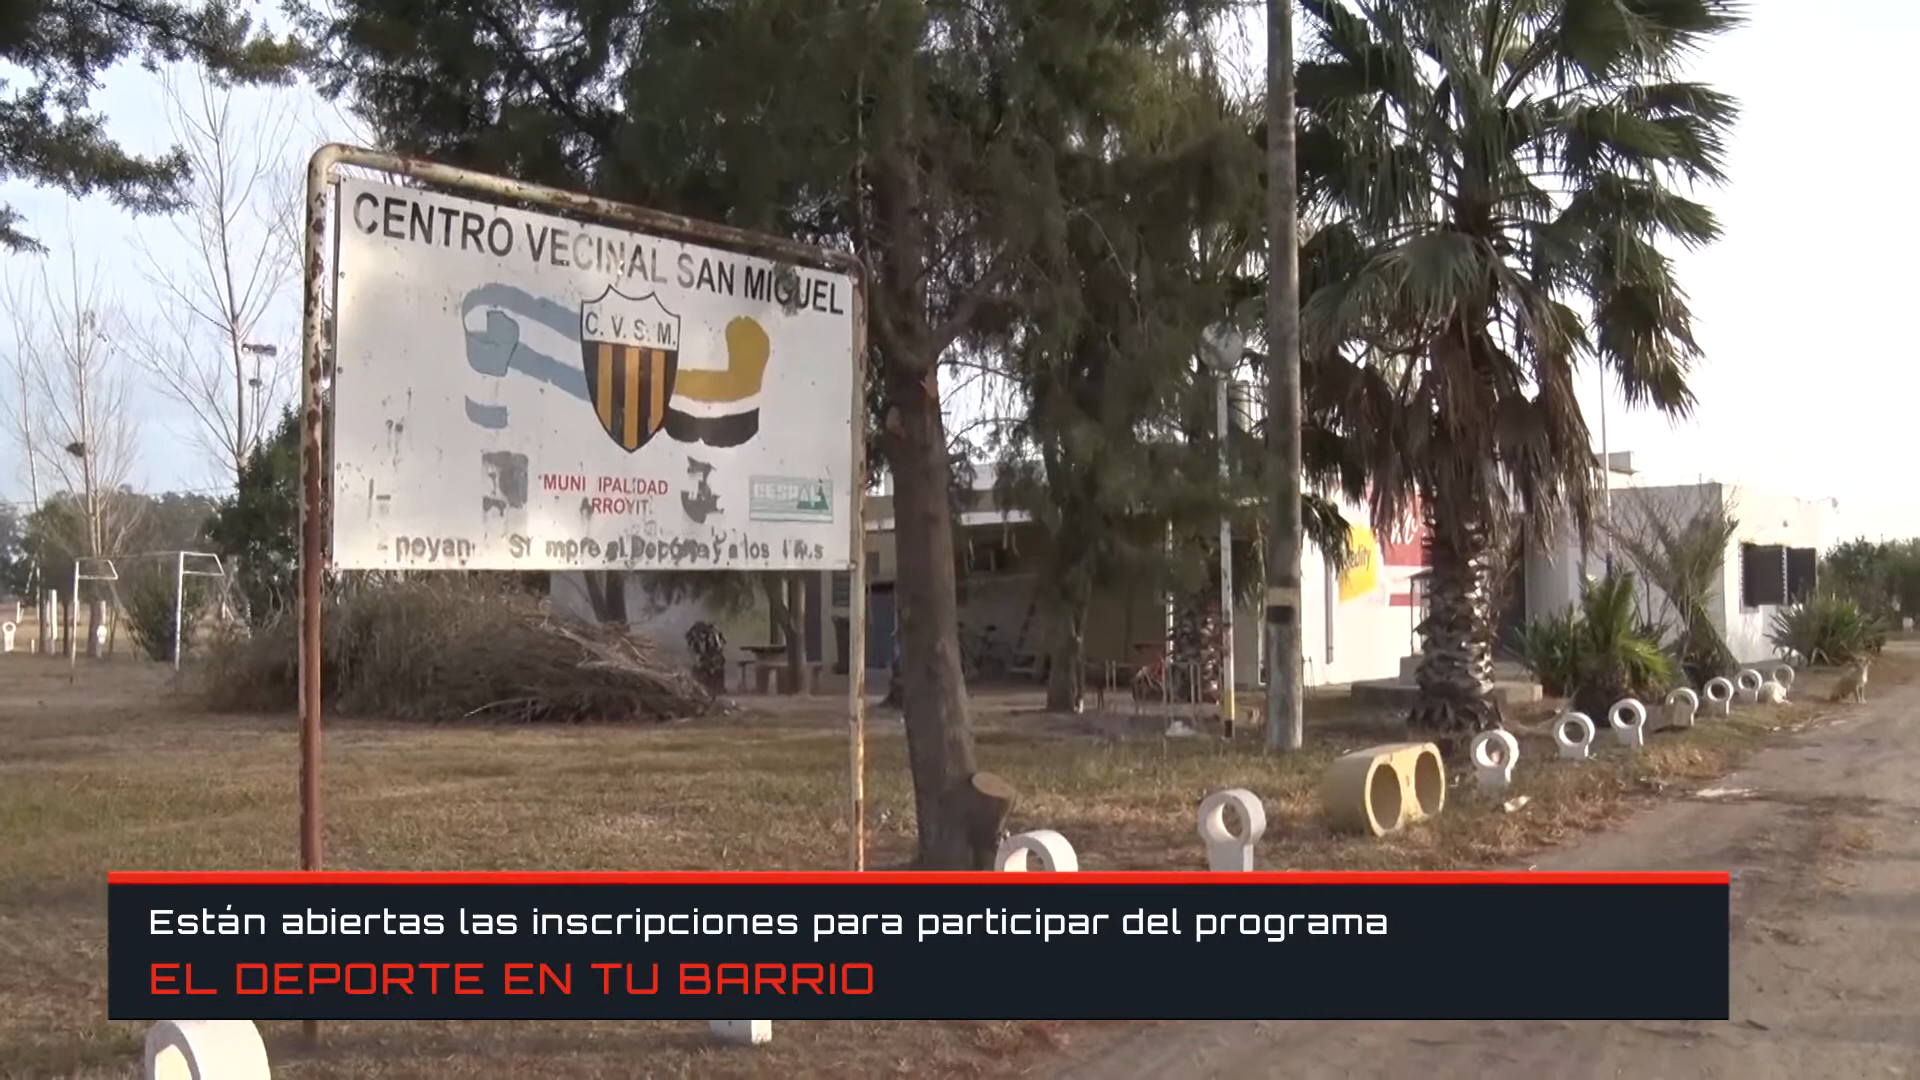 CENTRO VECINAL SAN MIGUEL
C. V. S. M.
MUNI IPALIDAD
ARROYIT
Están abiertas las inscripciones para participar del programa
EL DEPORTE EN TU BARRIO